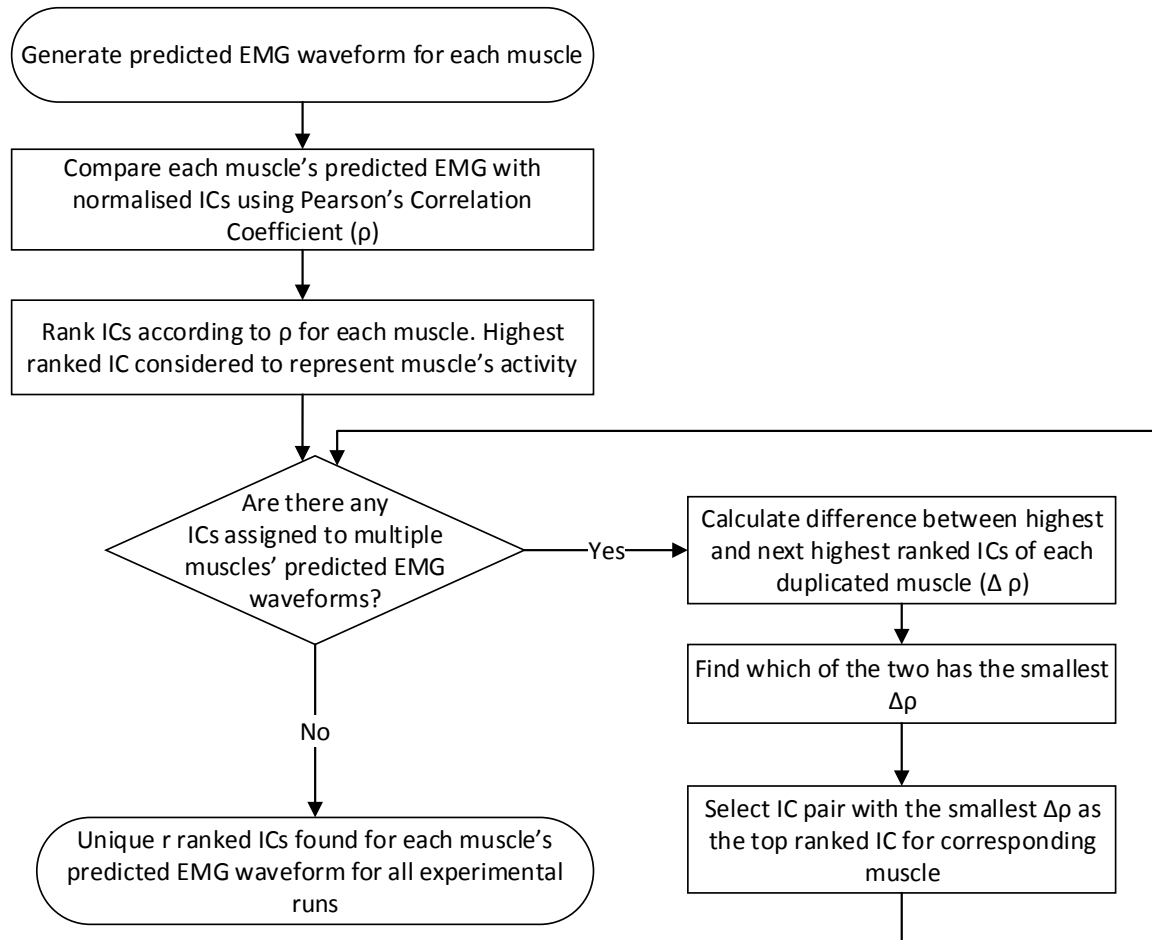 Generate predicted EMG waveform for each muscle
Compare each muscle’s predicted EMG with
normalised ICs using Pearson’s Correlation
Coefficient (ρ)
Rank ICs according to ρ for each muscle. Highest
ranked IC considered to represent muscle’s activity
Are there any
ICs assigned to multiple
muscles’ predicted EMG
waveforms?
Yes
Calculate difference between highest
and next highest ranked ICs of each
duplicated muscle (Δ ρ)
Find which of the two has the smallest
Δρ
Select IC pair with the smallest Δρ as
the top ranked IC for corresponding
muscle
No
Unique r ranked ICs found for each muscle’s
predicted EMG waveform for all experimental
runs